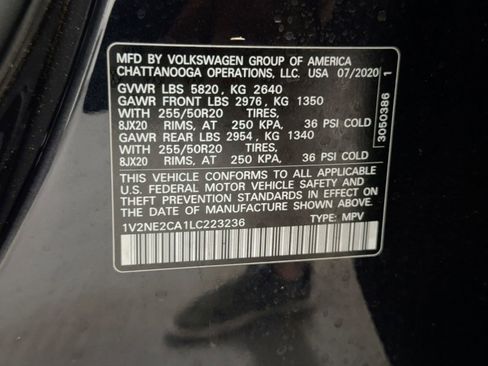 MFD BY VOLKSWAGEN GROUP OF AMERICA
CHATTANOOGA OPERATIONS, LLC. USA 07/2020
GVWR LBS 5820, KG 2640
GAWR FRONT LBS 2976, KG 1350
WITH 255/50R20 TIRES,
8JX20 RIMS, AT 250 KPA, 36 PSI COLD
GAWR REAR LBS 2954, KG 1340
WITH 255/50R20 TIRES,
8JX20 RIMS, AT 250 KPA, 36 PSI COLD
THIS VEHICLE CONFORMS TO ALL APPLICABLE
U.S. FEDERAL MOTOR VEHICLE SAFETY AND
THEFT PREVENTION STANDARDS IN EFFECT ON
THE DATE OF MANUFACTURE SHOWN ABOVE.
1V2NE2CA1LC223236 TYPE: MPV
3050386 1